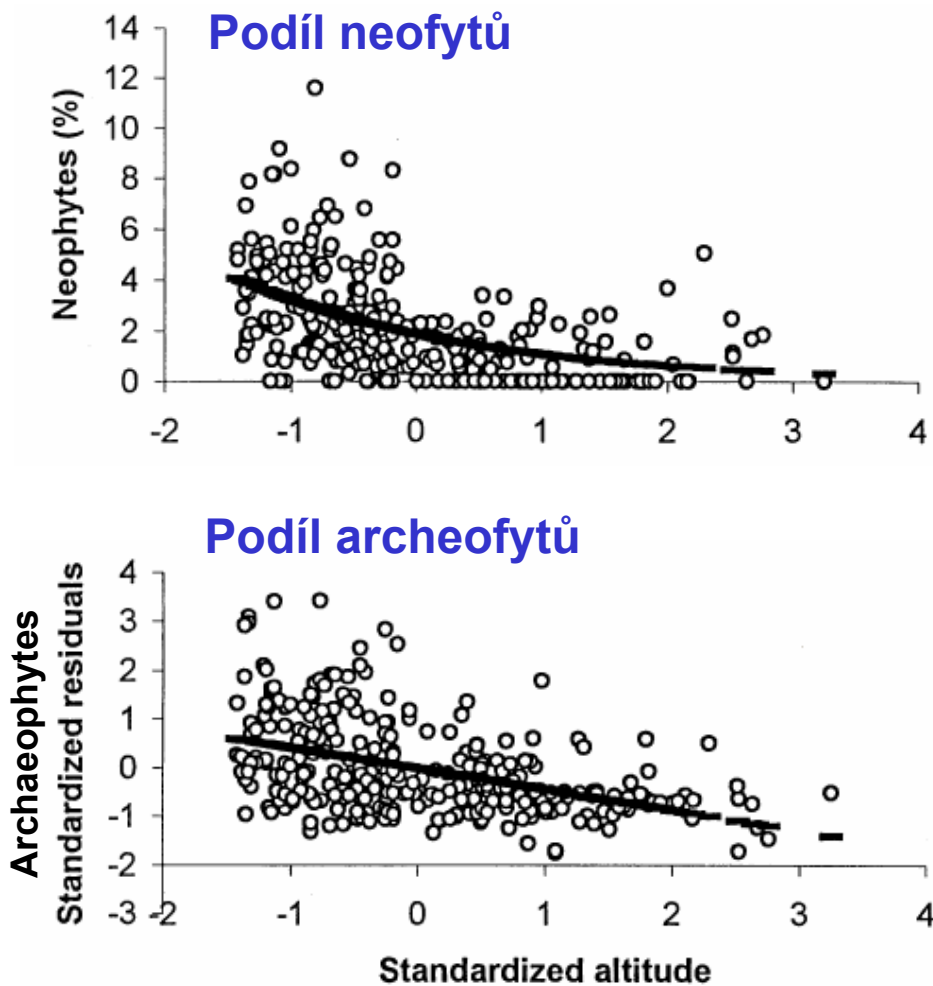 Podíl neofytů
Neophytes (%)
14
12
10
8
6
4
2
0
-2 -1 0 1 2 3 4
Podíl archeofytů
Archaeophytes
Standardized residuals
4
3
2
1
0
-1
-2
-3
-2 -1 0 1 2 3 4
Standardized altitude